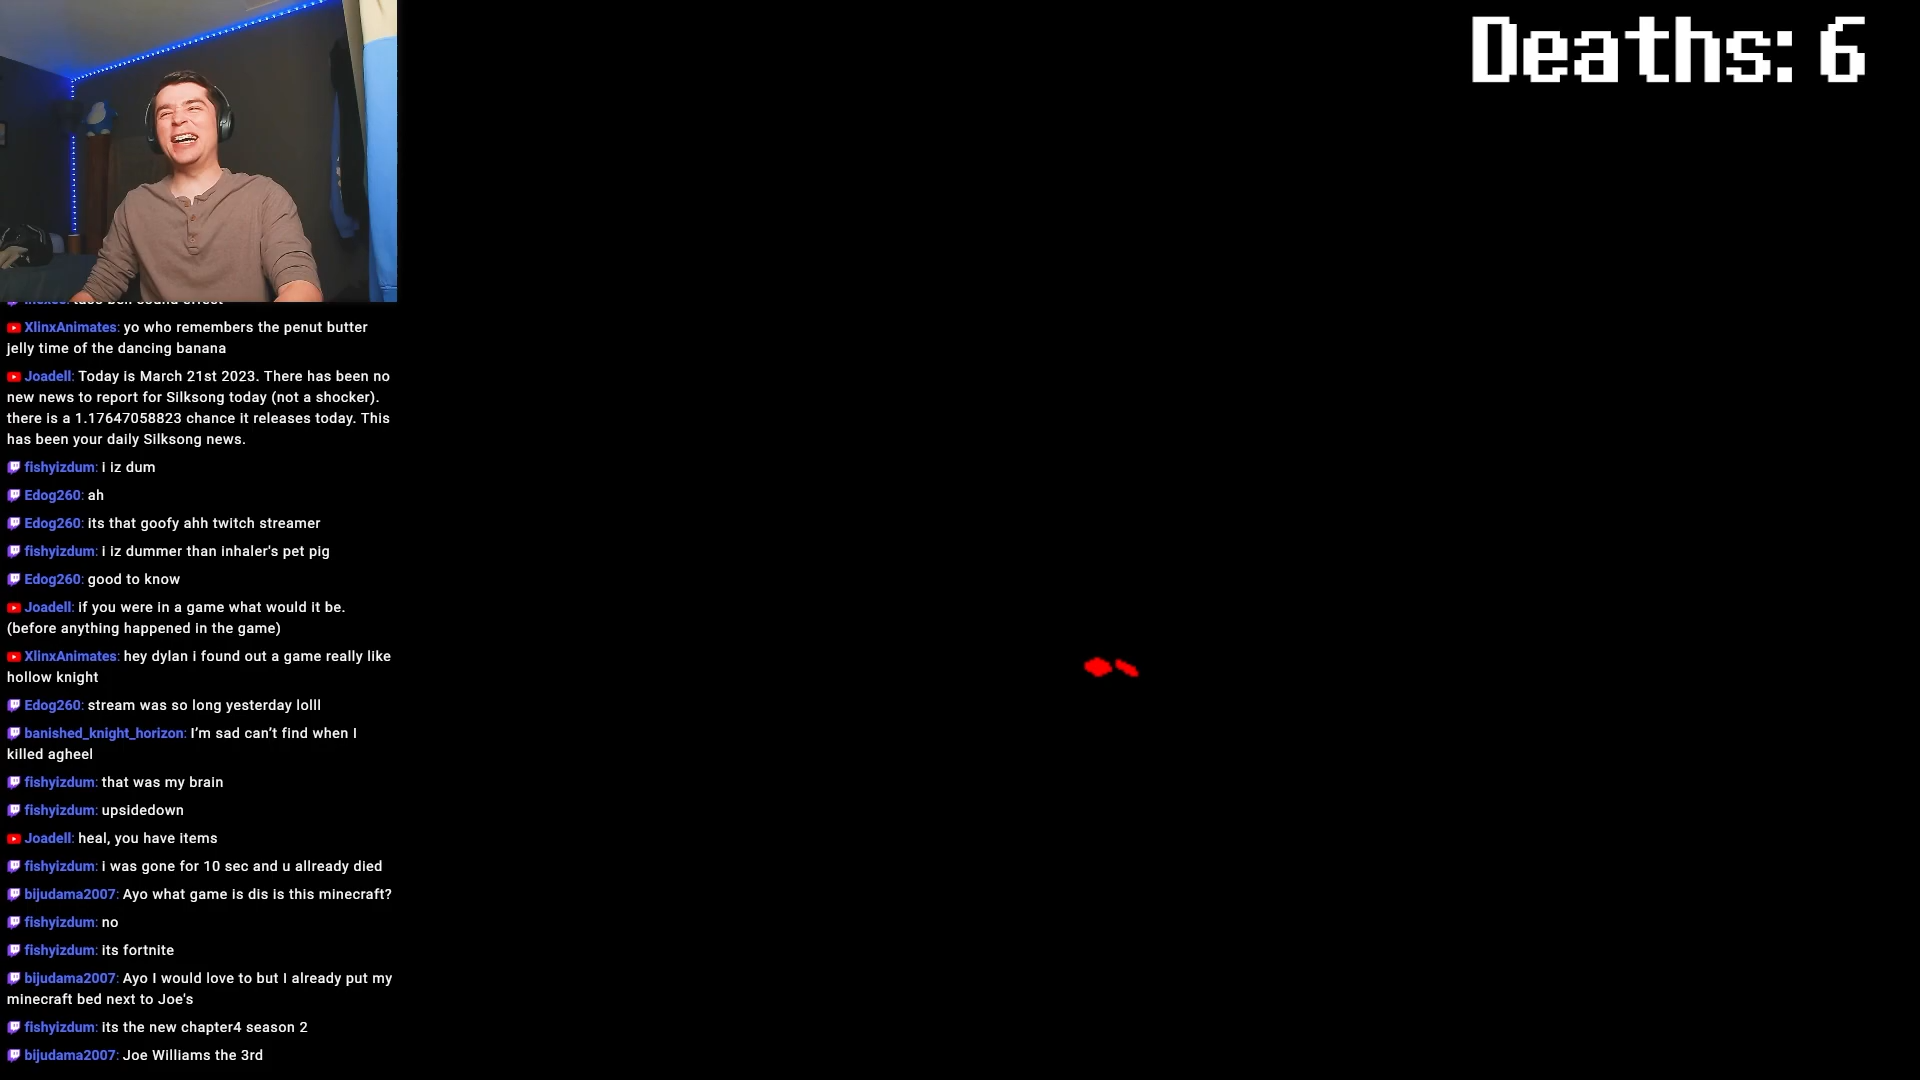 Deaths: 6
XlinxAnimates: yo who remembers the penut butter
jelly time of the dancing banana
Joadell: Today is March 21st 2023. There has been no
new news to report for Silksong today (not a shocker).
there is a 1.17647058823 chance it releases today. This
has been your daily Silksong news.
fishyizdum: i iz dum
Edog260: ah
Edog260: its that goofy ahh twitch streamer
fishyizdum: i iz dummer than inhaler's pet pig
Edog260: good to know
Joadell: if you were in a game what would it be.
(before anything happened in the game)
XlinxAnimates: hey dylan i found out a game really like
hollow knight
Edog260: stream was so long yesterday lolll
banished_knight_horizon: I’m sad can’t find when I
killed agheel
fishyizdum: that was my brain
fishyizdum: upsidedown
Joadell: heal, you have items
fishyizdum: i was gone for 10 sec and u allready died
bijudama2007: Ayo what game is dis is this minecraft?
fishyizdum: no
fishyizdum: its fortnite
bijudama2007: Ayo I would love to but I already put my
minecraft bed next to Joe's
fishyizdum: its the new chapter4 season 2
bijudama2007: Joe Williams the 3rd